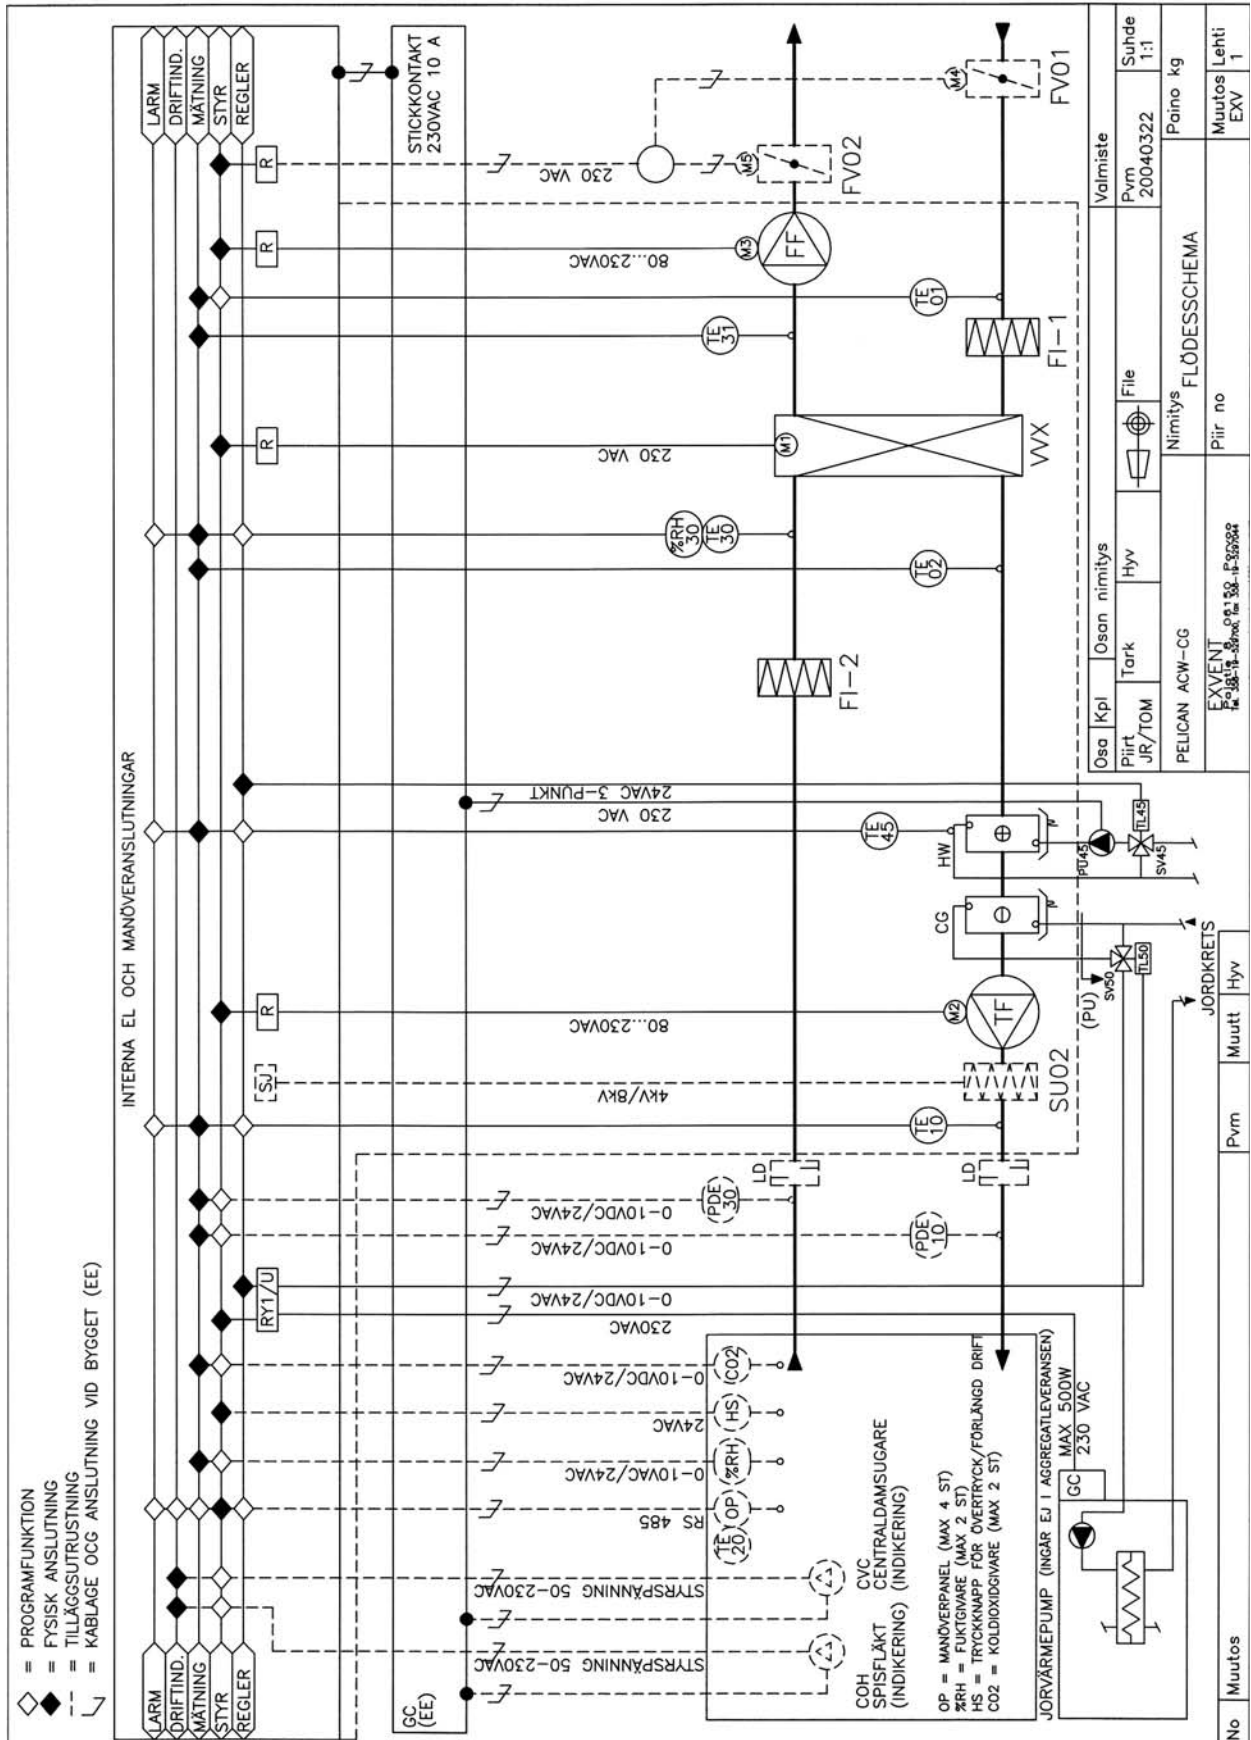 ◇ = PROGRAMFUNKTION
◆ = FYSISK ANSLUTNING
-- = TILLÄGGSUTRUSTNING
= KABLAGE OCG ANSLUTNING VID BYGGET (EE)
INTERNA EL OCH MANÖVERANSLUTNINGAR
LARM
DRIFTIND.
MÄTNING
STYR
REGLER
LARM
DRIFTIND.
MÄTNING
STYR
REGLER
RY1/U
SJ
R
R
R
R
GC
(EE)
STICKKONTAKT
230VAC 10 A
STYRSPÄNNING 50-230VAC
STYRSPÄNNING 50-230VAC
RS 485
0-10VAC/24VAC
24VAC
0-10VDC/24VAC
230VAC
0-10VDC/24VAC
0-10VDC/24VAC
0-10VDC/24VAC
4kV/8kV
80...230VAC
230 VAC
24VAC 3-PUNKT
230 VAC
80...230VAC
230 VAC
TE
20
OP
%RH
HS
CO2
PDE
30
PDE
10
LD
LD
TE
10
SU02
M2
TF
CG
HW
TE
45
FI-2
TE
02
%RH
30
TE
30
M1
VVX
TE
31
TE
01
FI-1
M3
FF
M5
FV02
M4
FV01
(PU)
SV50
TL50
PU45
SV45
TL45
JORDKRETS
COH
SPISFLÄKT
(INDIKERING)
CVC
CENTRALDAMSUGARE
(INDIKERING)
OP = MANÖVERPANEL (MAX 4 ST)
%RH = FUKTGIVARE (MAX 2 ST)
HS = TRYCKKNAPP FÖR ÖVERTRYCK/FÖRLÄNGD DRIFT
CO2 = KOLDIOXIDGIVARE (MAX 2 ST)
JORVÄRMEPUMP (INGÅR EJ I AGGREGATLEVERANSEN)
GC
MAX 500W
230 VAC
Osa Kpl Osan nimitys Valmiste
Piirt
JR/TOM
Tark
Hyv
File
Pvm
20040322
Suhde
1:1
PELICAN ACW-CG
Nimitys
FLÖDESSCHEMA
Paino kg
EXVENT
Piir no
Muutos
EXV
Lehti
1
No Muutos Pvm Muutt Hyv